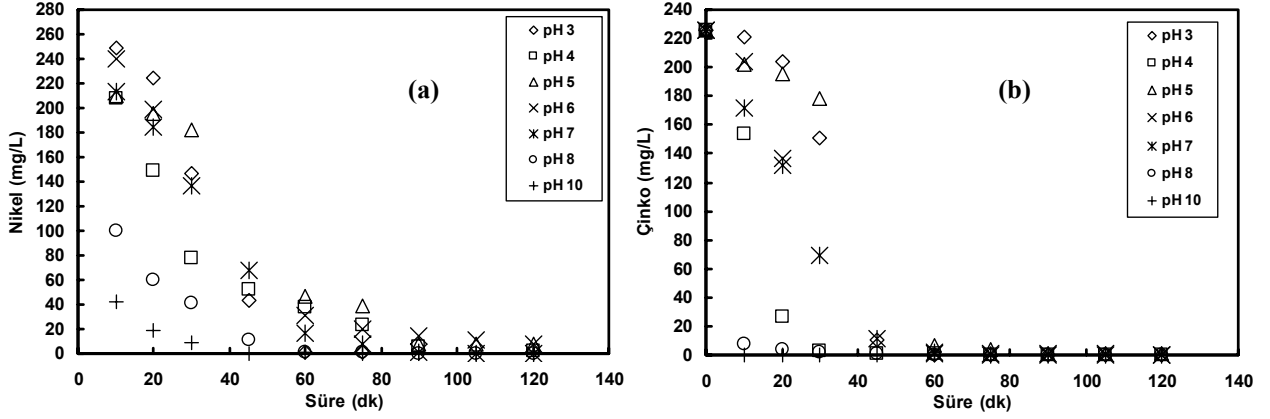 280
260
240
220
200
180
160
140
120
100
80
60
40
20
0
0 20 40 60 80 100 120 140
Nikel (mg/L)
Süre (dk)
(a)
pH 3
pH 4
pH 5
pH 6
pH 7
pH 8
pH 10
240
220
200
180
160
140
120
100
80
60
40
20
0
0 20 40 60 80 100 120 140
Çinko (mg/L)
Süre (dk)
(b)
pH 3
pH 4
pH 5
pH 6
pH 7
pH 8
pH 10